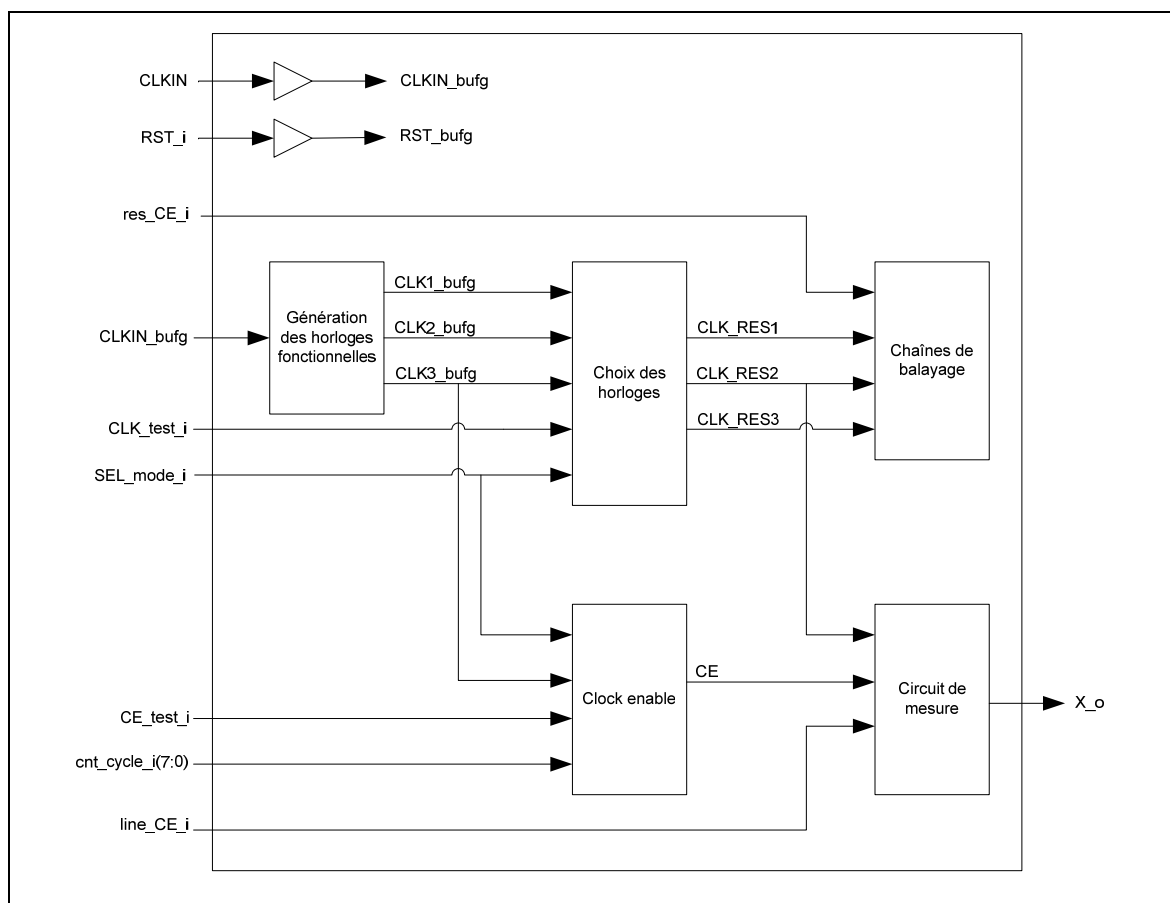 CLKIN
CLKIN_bufg
RST_i
RST_bufg
res_CE_i
CLK1_bufg
Génération
des horloges
fonctionnelles
CLK2_bufg
CLK_RES1
CLKIN_bufg
Chaînes de
balayage
CLK3_bufg
Choix des
horloges
CLK_RES2
CLK_test_i
CLK_RES3
SEL_mode_i
Clock enable
CE
Circuit de
mesure
X_o
CE_test_i
cnt_cycle_i(7:0)
line_CE_i